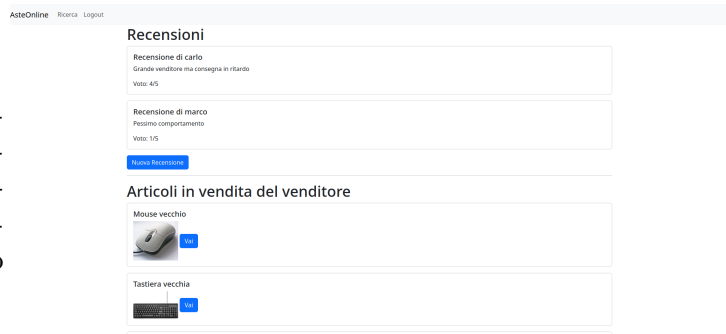 AsteOnline Ricerca Logout
Recensioni
Recensione di carlo
Grande venditore ma consegna in ritardo
Voto: 4/5
Recensione di marco
Pessimo comportamento
Voto: 1/5
Nuova Recensione
Articoli in vendita del venditore
Mouse vecchio
Vai
Tastiera vecchia
Vai